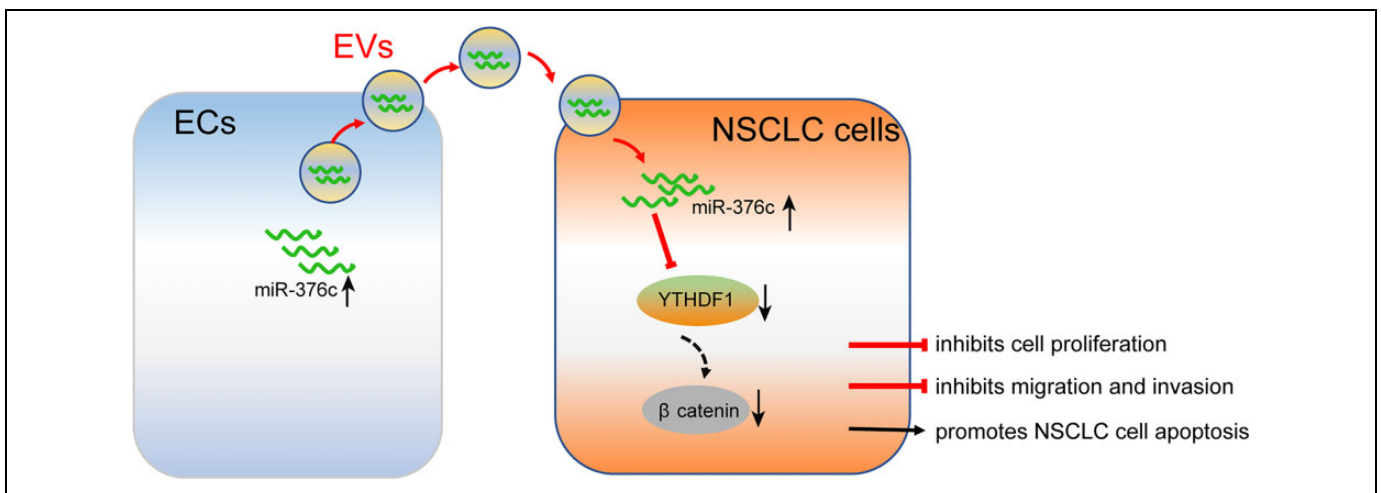 EVs
ECs
NSCLC cells
miR-376c
miR-376c
YTHDF1
β catenin
inhibits cell proliferation
inhibits migration and invasion
promotes NSCLC cell apoptosis